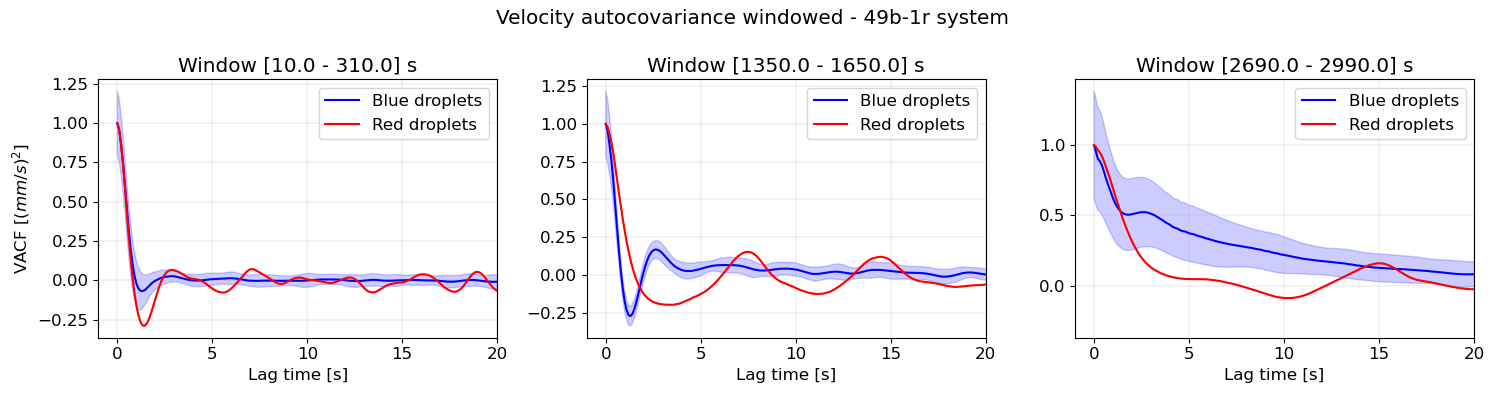 Velocity autocovariance windowed - 49b-1r system
Window [10.0 - 310.0] s
VACF [(mm/s)²]
1.25
1.00
0.75
0.50
0.25
0.00
−0.25
Blue droplets
Red droplets
0 5 10 15 20
Lag time [s]
Window [1350.0 - 1650.0] s
1.25
1.00
0.75
0.50
0.25
0.00
−0.25
Blue droplets
Red droplets
0 5 10 15 20
Lag time [s]
Window [2690.0 - 2990.0] s
1.0
0.5
0.0
Blue droplets
Red droplets
0 5 10 15 20
Lag time [s]